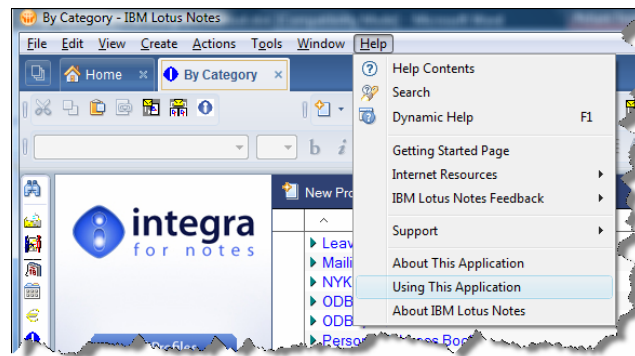 By Category - IBM Lotus Notes
File Edit View Create Actions Tools Window Help
Home By Category
Help Contents
Search
Dynamic Help F1
b i
Getting Started Page
New Pro
Internet Resources
IBM Lotus Notes Feedback
integra
for notes
Support
Leav
Maili
About This Application
NYK
Using This Application
ODB
About IBM Lotus Notes
ODB
Profiles